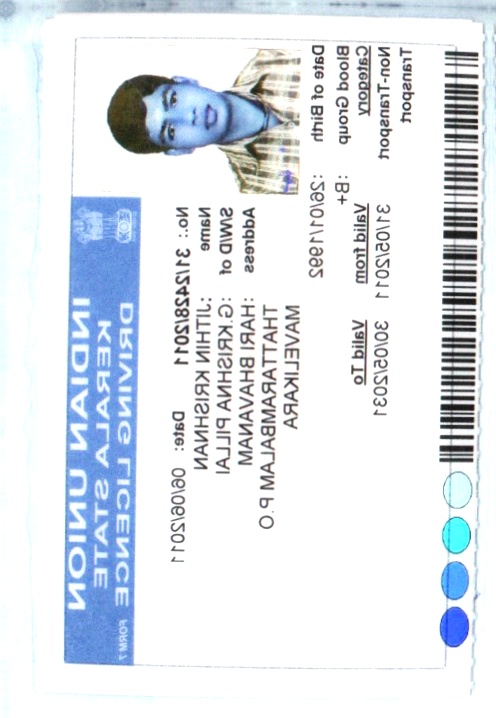 INDIAN UNION
KERALA STATE
DRIVING LICENCE
FORM 7
No.: 31/2428/2011 Date: 06/06/2011
Name :JITHIN KRISHNAN
S/W/D of :G.KRISHNA PILLAI
Address :HARI BHAVANAM
THATTARAMBALAM P.O
MAVELIKARA
Date of Birth :26/01/1992
Blood Group :B+
Category Valid from Valid To
Non-Transport 31/05/2011 30/05/2031
Transport